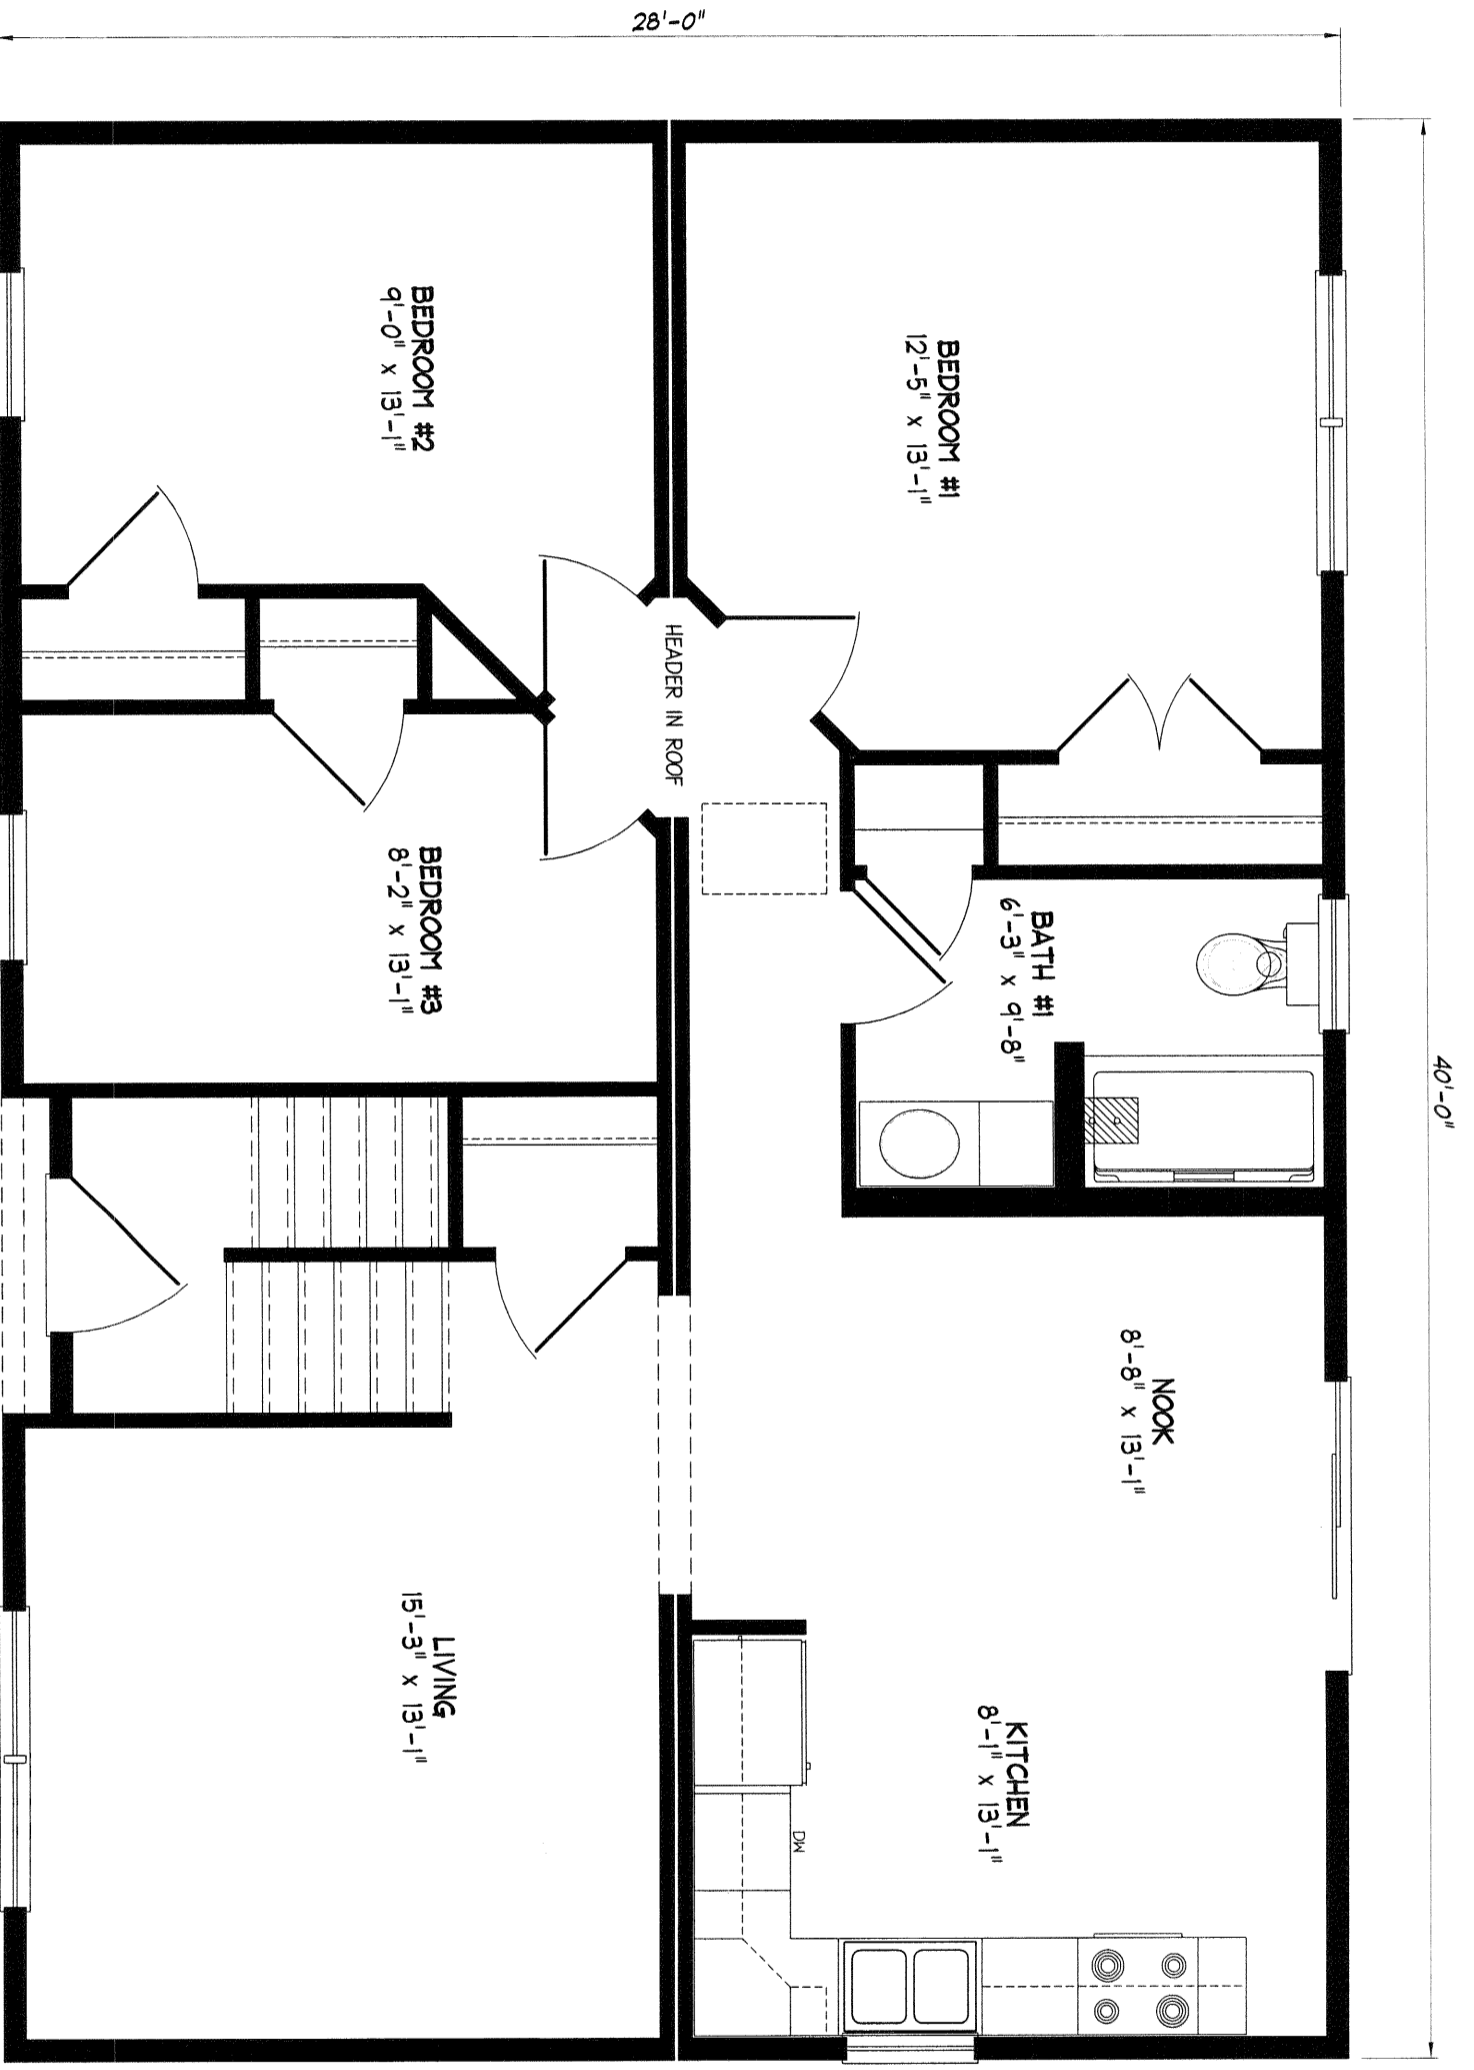 28'-0"
40'-0"
BEDROOM #1
12'-5" x 13'-1"
BEDROOM #2
9'-0" x 13'-1"
HEADER IN ROOF
BATH #1
6'-3" x 9'-8"
BEDROOM #3
8'-2" x 13'-1"
NOOK
8'-8" x 13'-1"
KITCHEN
8'-1" x 13'-1"
DW
LIVING
15'-3" x 13'-1"